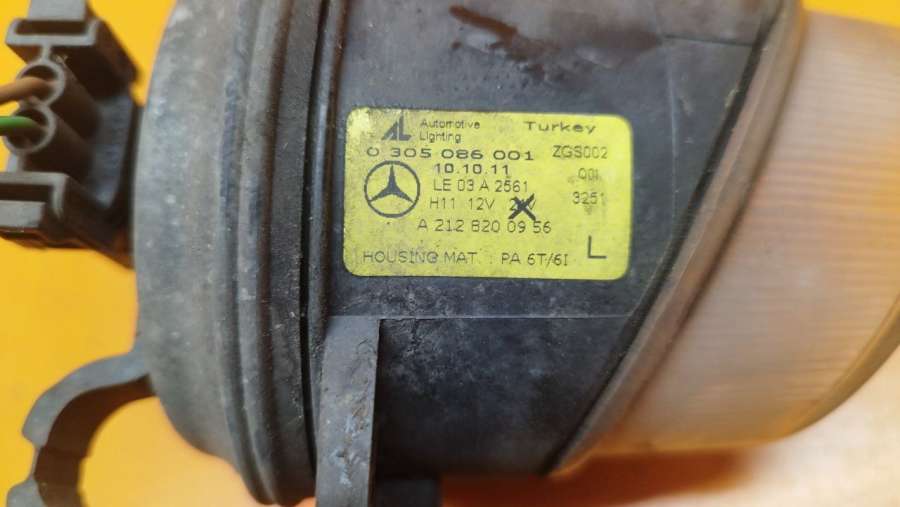 AL Automotive Lighting Turkey
0 305 086 001 ZGS002
10.10.11 001
LE 03 A 2561 3251
H11 12V
A 212 820 09 56
HOUSING MAT.: PA 6T/6I L